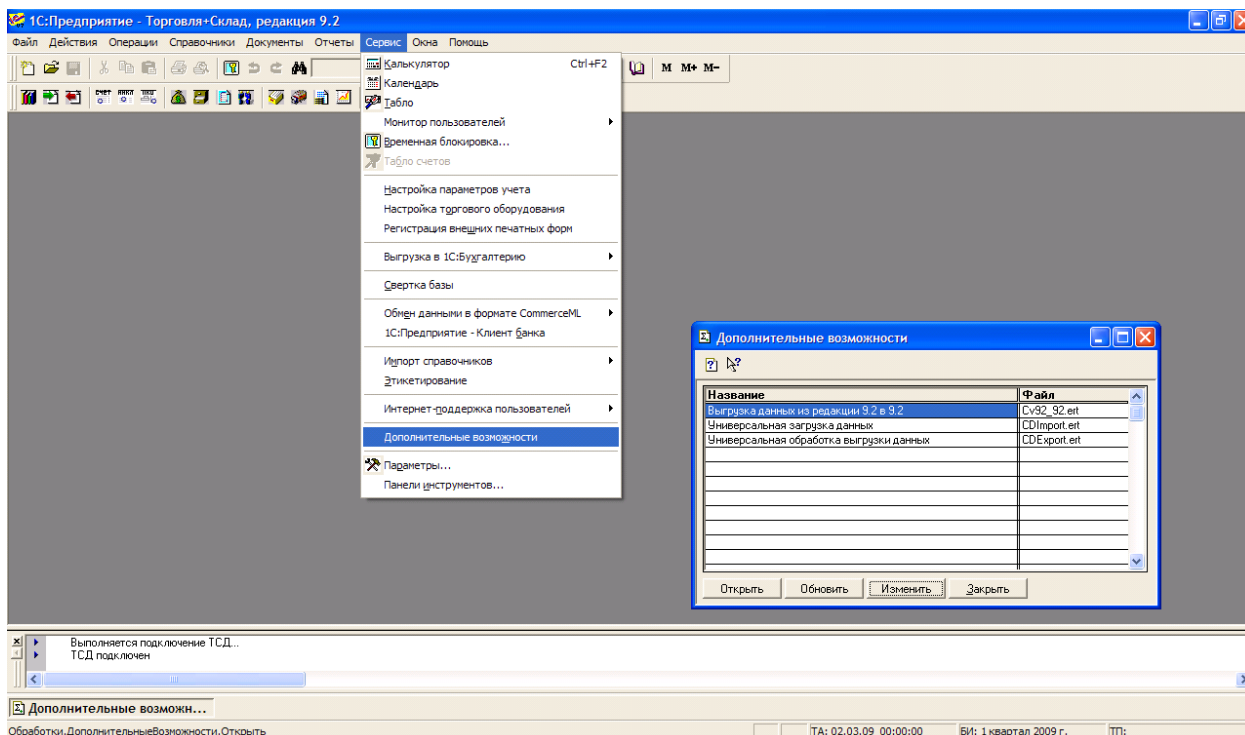 1С:Предприятие - Торговля+Склад, редакция 9.2
Файл Действия Операции Справочники Документы Отчеты Сервис Окна Помощь
М М+ М-
Калькулятор Ctrl+F2
Календарь
Табло
Монитор пользователей
Временная блокировка...
Табло счетов
Настройка параметров учета
Настройка торгового оборудования
Регистрация внешних печатных форм
Выгрузка в 1С:Бухгалтерию
Свертка базы
Обмен данными в формате CommerceML
1С:Предприятие - Клиент банка
Импорт справочников
Этикетирование
Интернет-поддержка пользователей
Дополнительные возможности
Параметры...
Панели инструментов...
Дополнительные возможности
Название Файл
Выгрузка данных из редакции 9.2 в 9.2 Cv92_92.ert
Универсальная загрузка данных CDImport.ert
Универсальная обработка выгрузки данных CDExport.ert
Открыть Обновить Изменить Закрыть
Выполняется подключение ТСД...
ТСД подключен
Дополнительные возможн...
Обработки.ДополнительныеВозможности.Открыть ТА: 02.03.09 00:00:00 БИ: 1 квартал 2009 г. ТП: